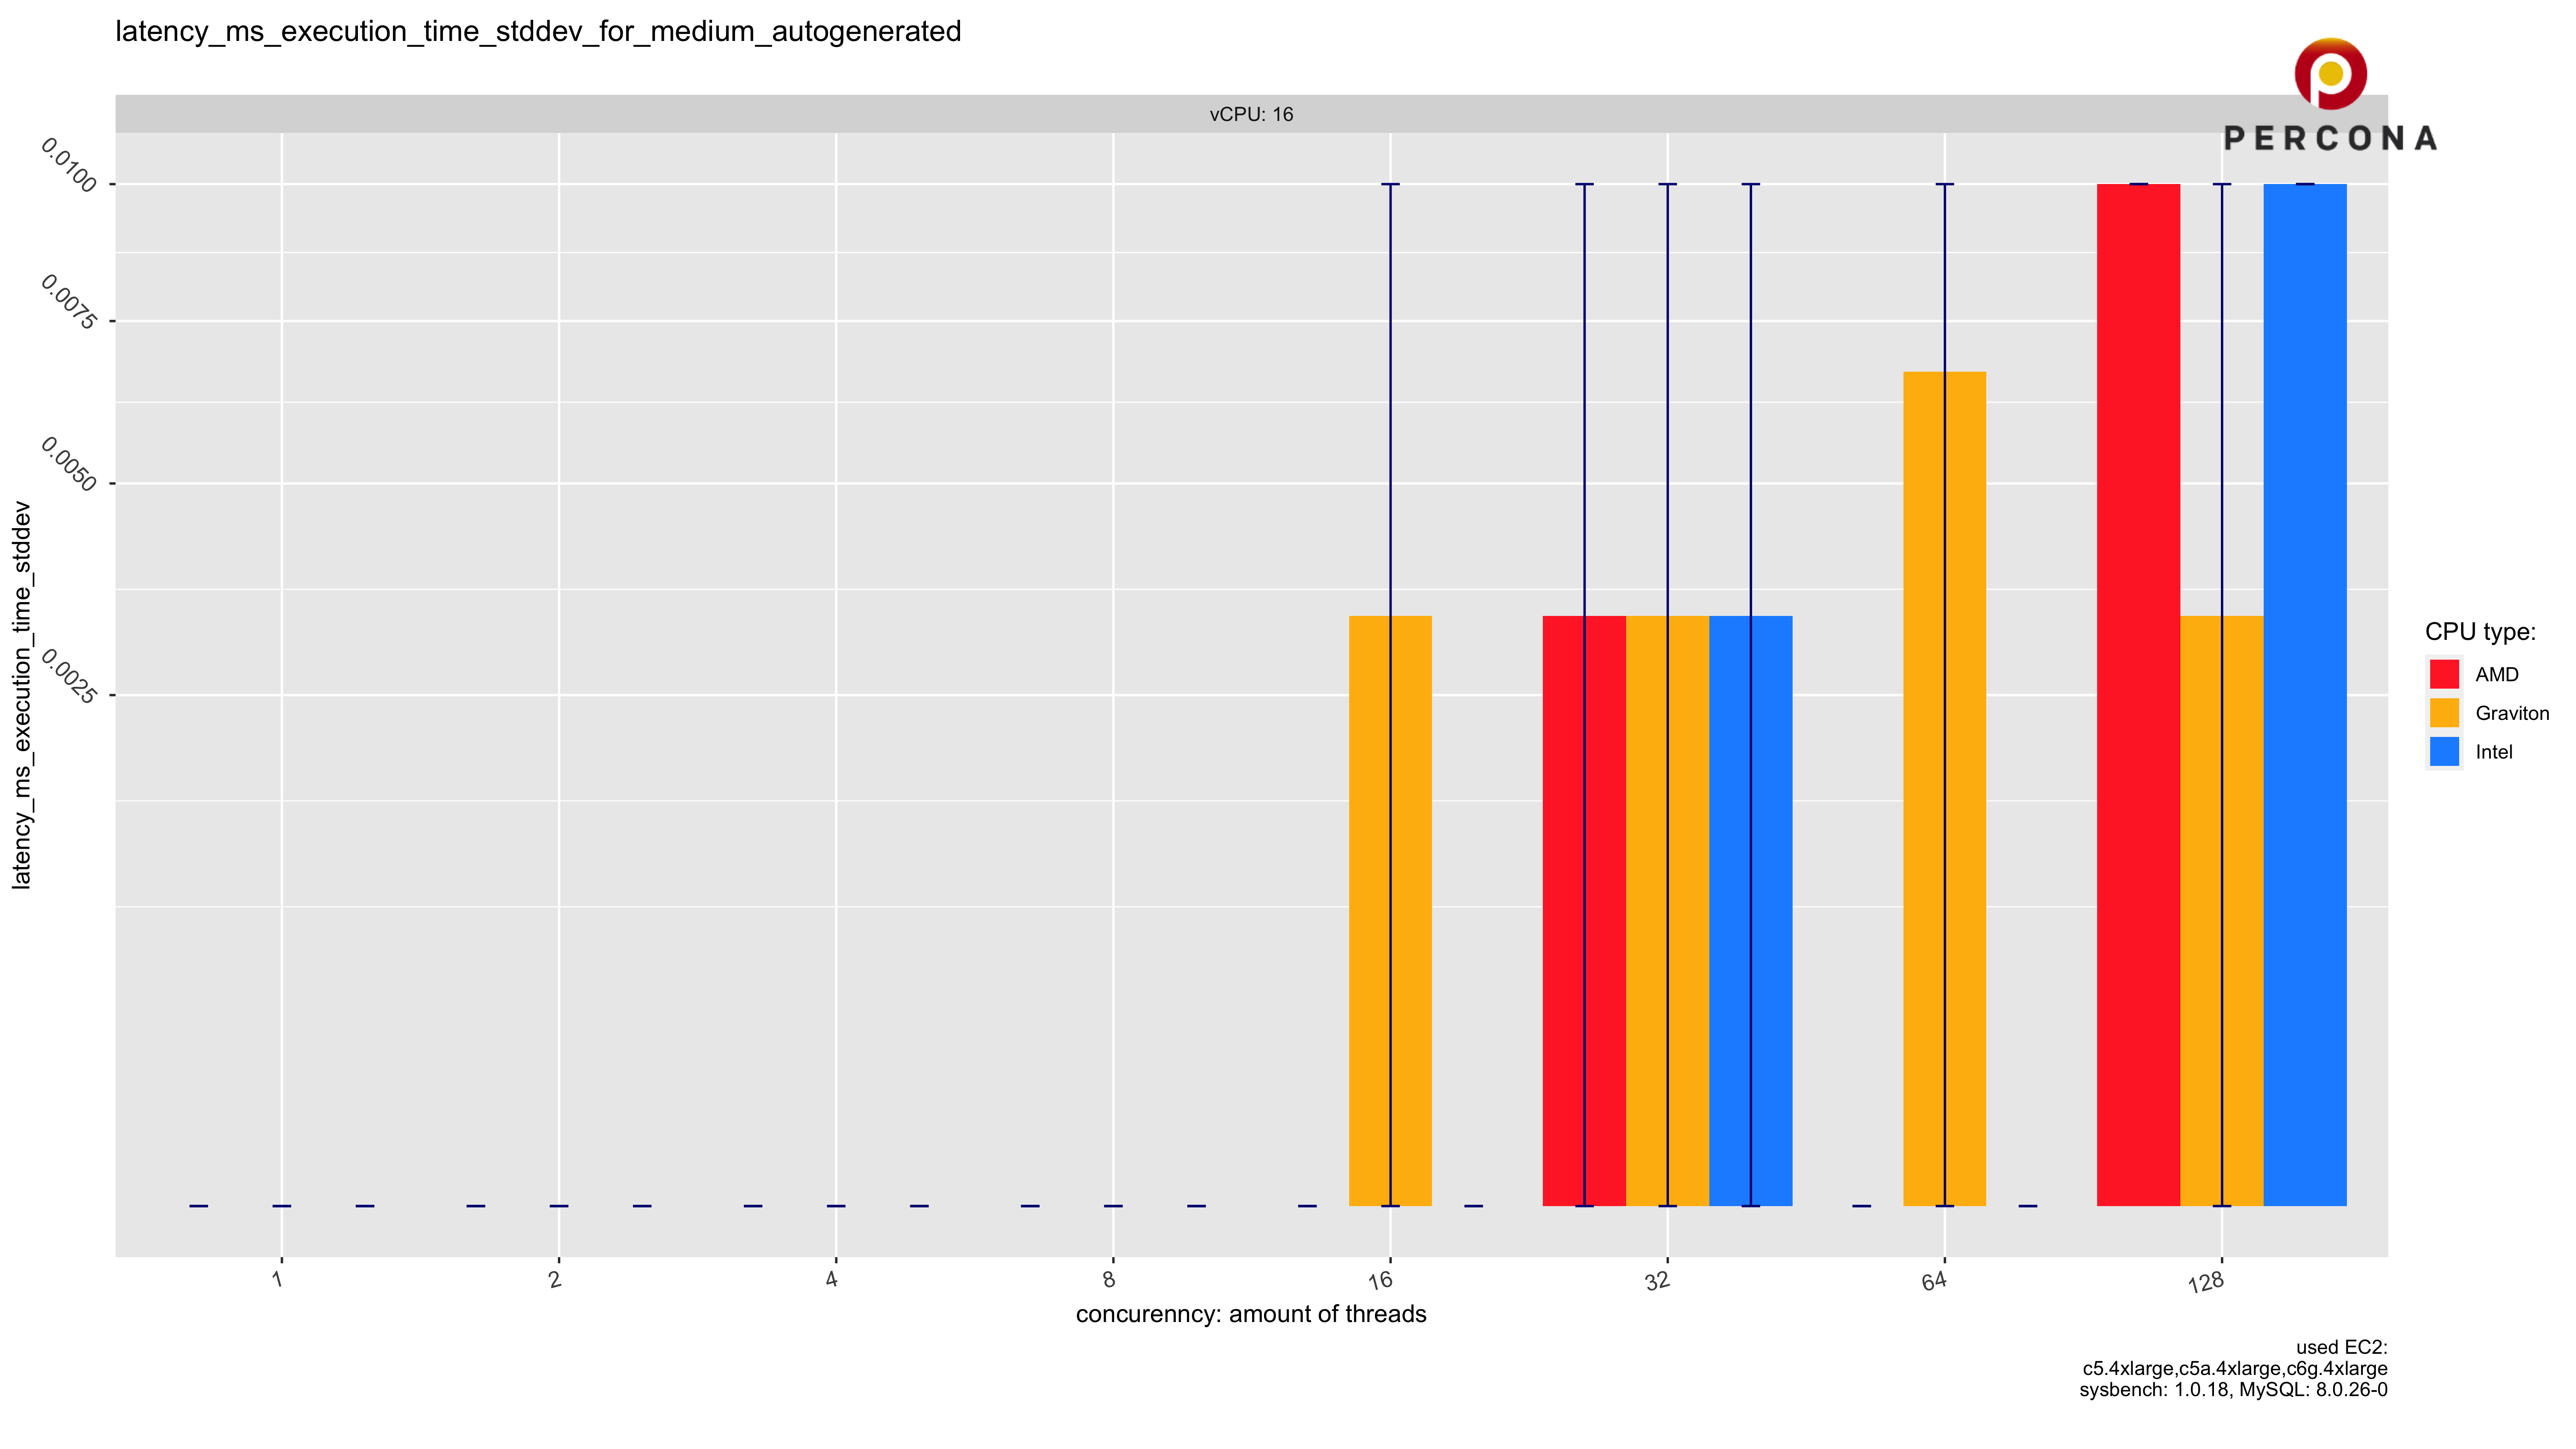 latency_ms_execution_time_stddev_for_medium_autogenerated
PERCONA
vCPU: 16
0.0100
0.0075
0.0050
0.0025
latency_ms_execution_time_stddev
1 2 4 8 16 32 64 128
concurenncy: amount of threads
CPU type:
AMD
Graviton
Intel
used EC2:
c5.4xlarge,c5a.4xlarge,c6g.4xlarge
sysbench: 1.0.18, MySQL: 8.0.26-0